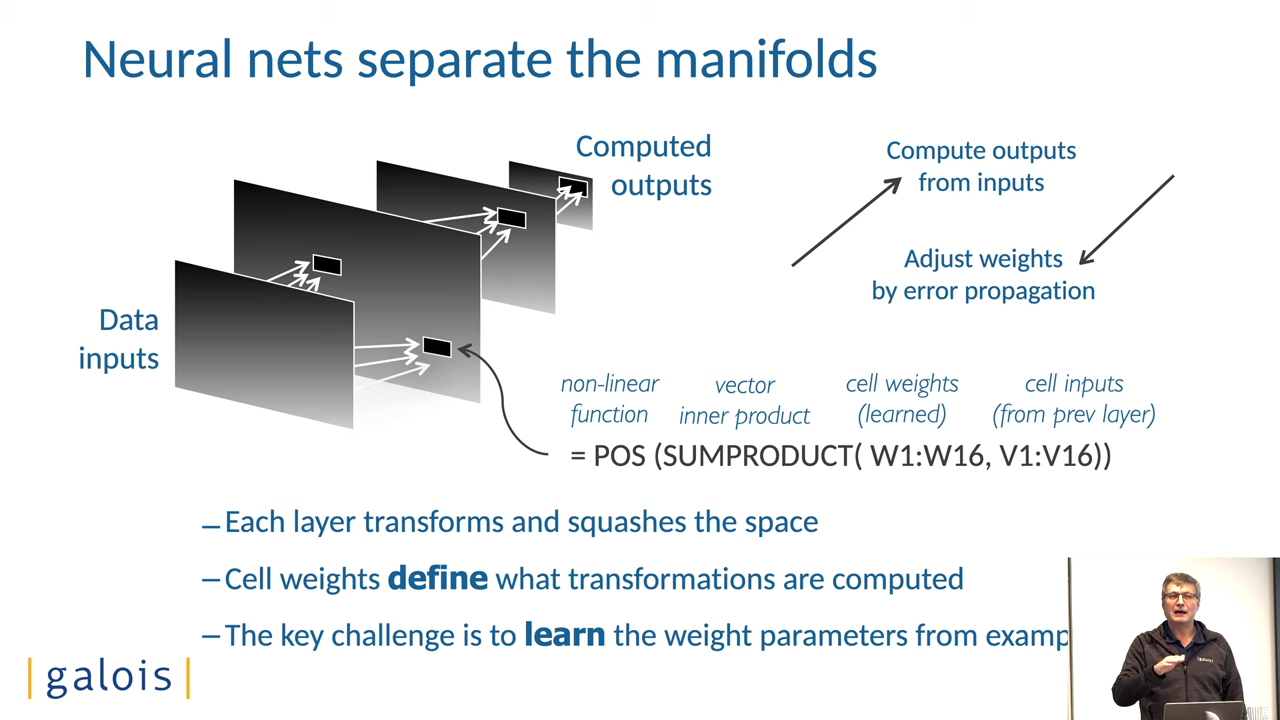 Neural nets separate the manifolds
Computed
outputs
Data
inputs
Compute outputs
from inputs
Adjust weights
by error propagation
non-linear
function
vector
inner product
cell weights
(learned)
cell inputs
(from prev layer)
= POS (SUMPRODUCT( W1:W16, V1:V16))
– Each layer transforms and squashes the space
– Cell weights define what transformations are computed
– The key challenge is to learn the weight parameters from examp
|galois|